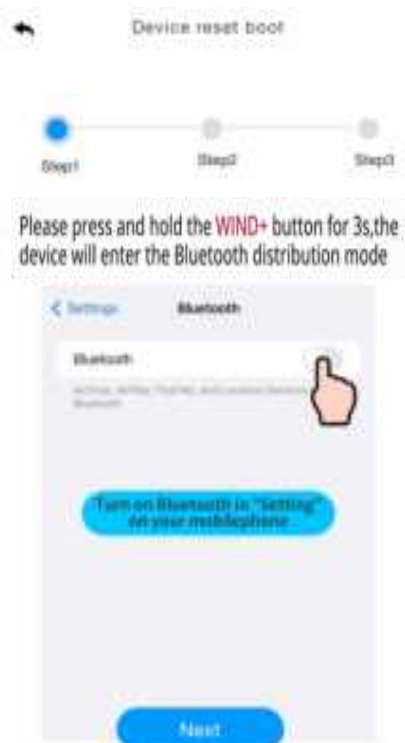 Device reset boot
Step1
Step2
Step3
Please press and hold the WIND+ button for 3s,the
device will enter the Bluetooth distribution mode
Settings
Bluetooth
Bluetooth
Bluetooth
Turn on Bluetooth in "Setting"
on your mobilephone
Next